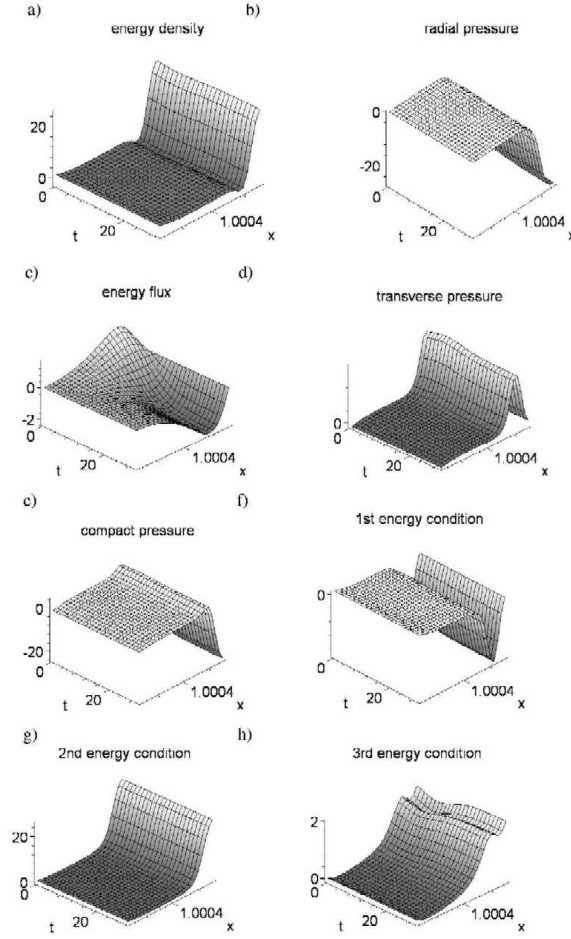 a)
energy density
20
0
0
t
20
1.0004
x
b)
radial pressure
0
-20
0
t
20
1.0004
x
c)
energy flux
0
-2
0
t
20
1.0004
x
d)
transverse pressure
0
0
t
20
1.0004
x
e)
compact pressure
0
-20
0
t
20
1.0004
x
f)
1st energy condition
0
0
t
20
1.0004
x
g)
2nd energy condition
20
0
0
t
20
1.0004
x
h)
3rd energy condition
2
0
0
t
20
1.0004
x